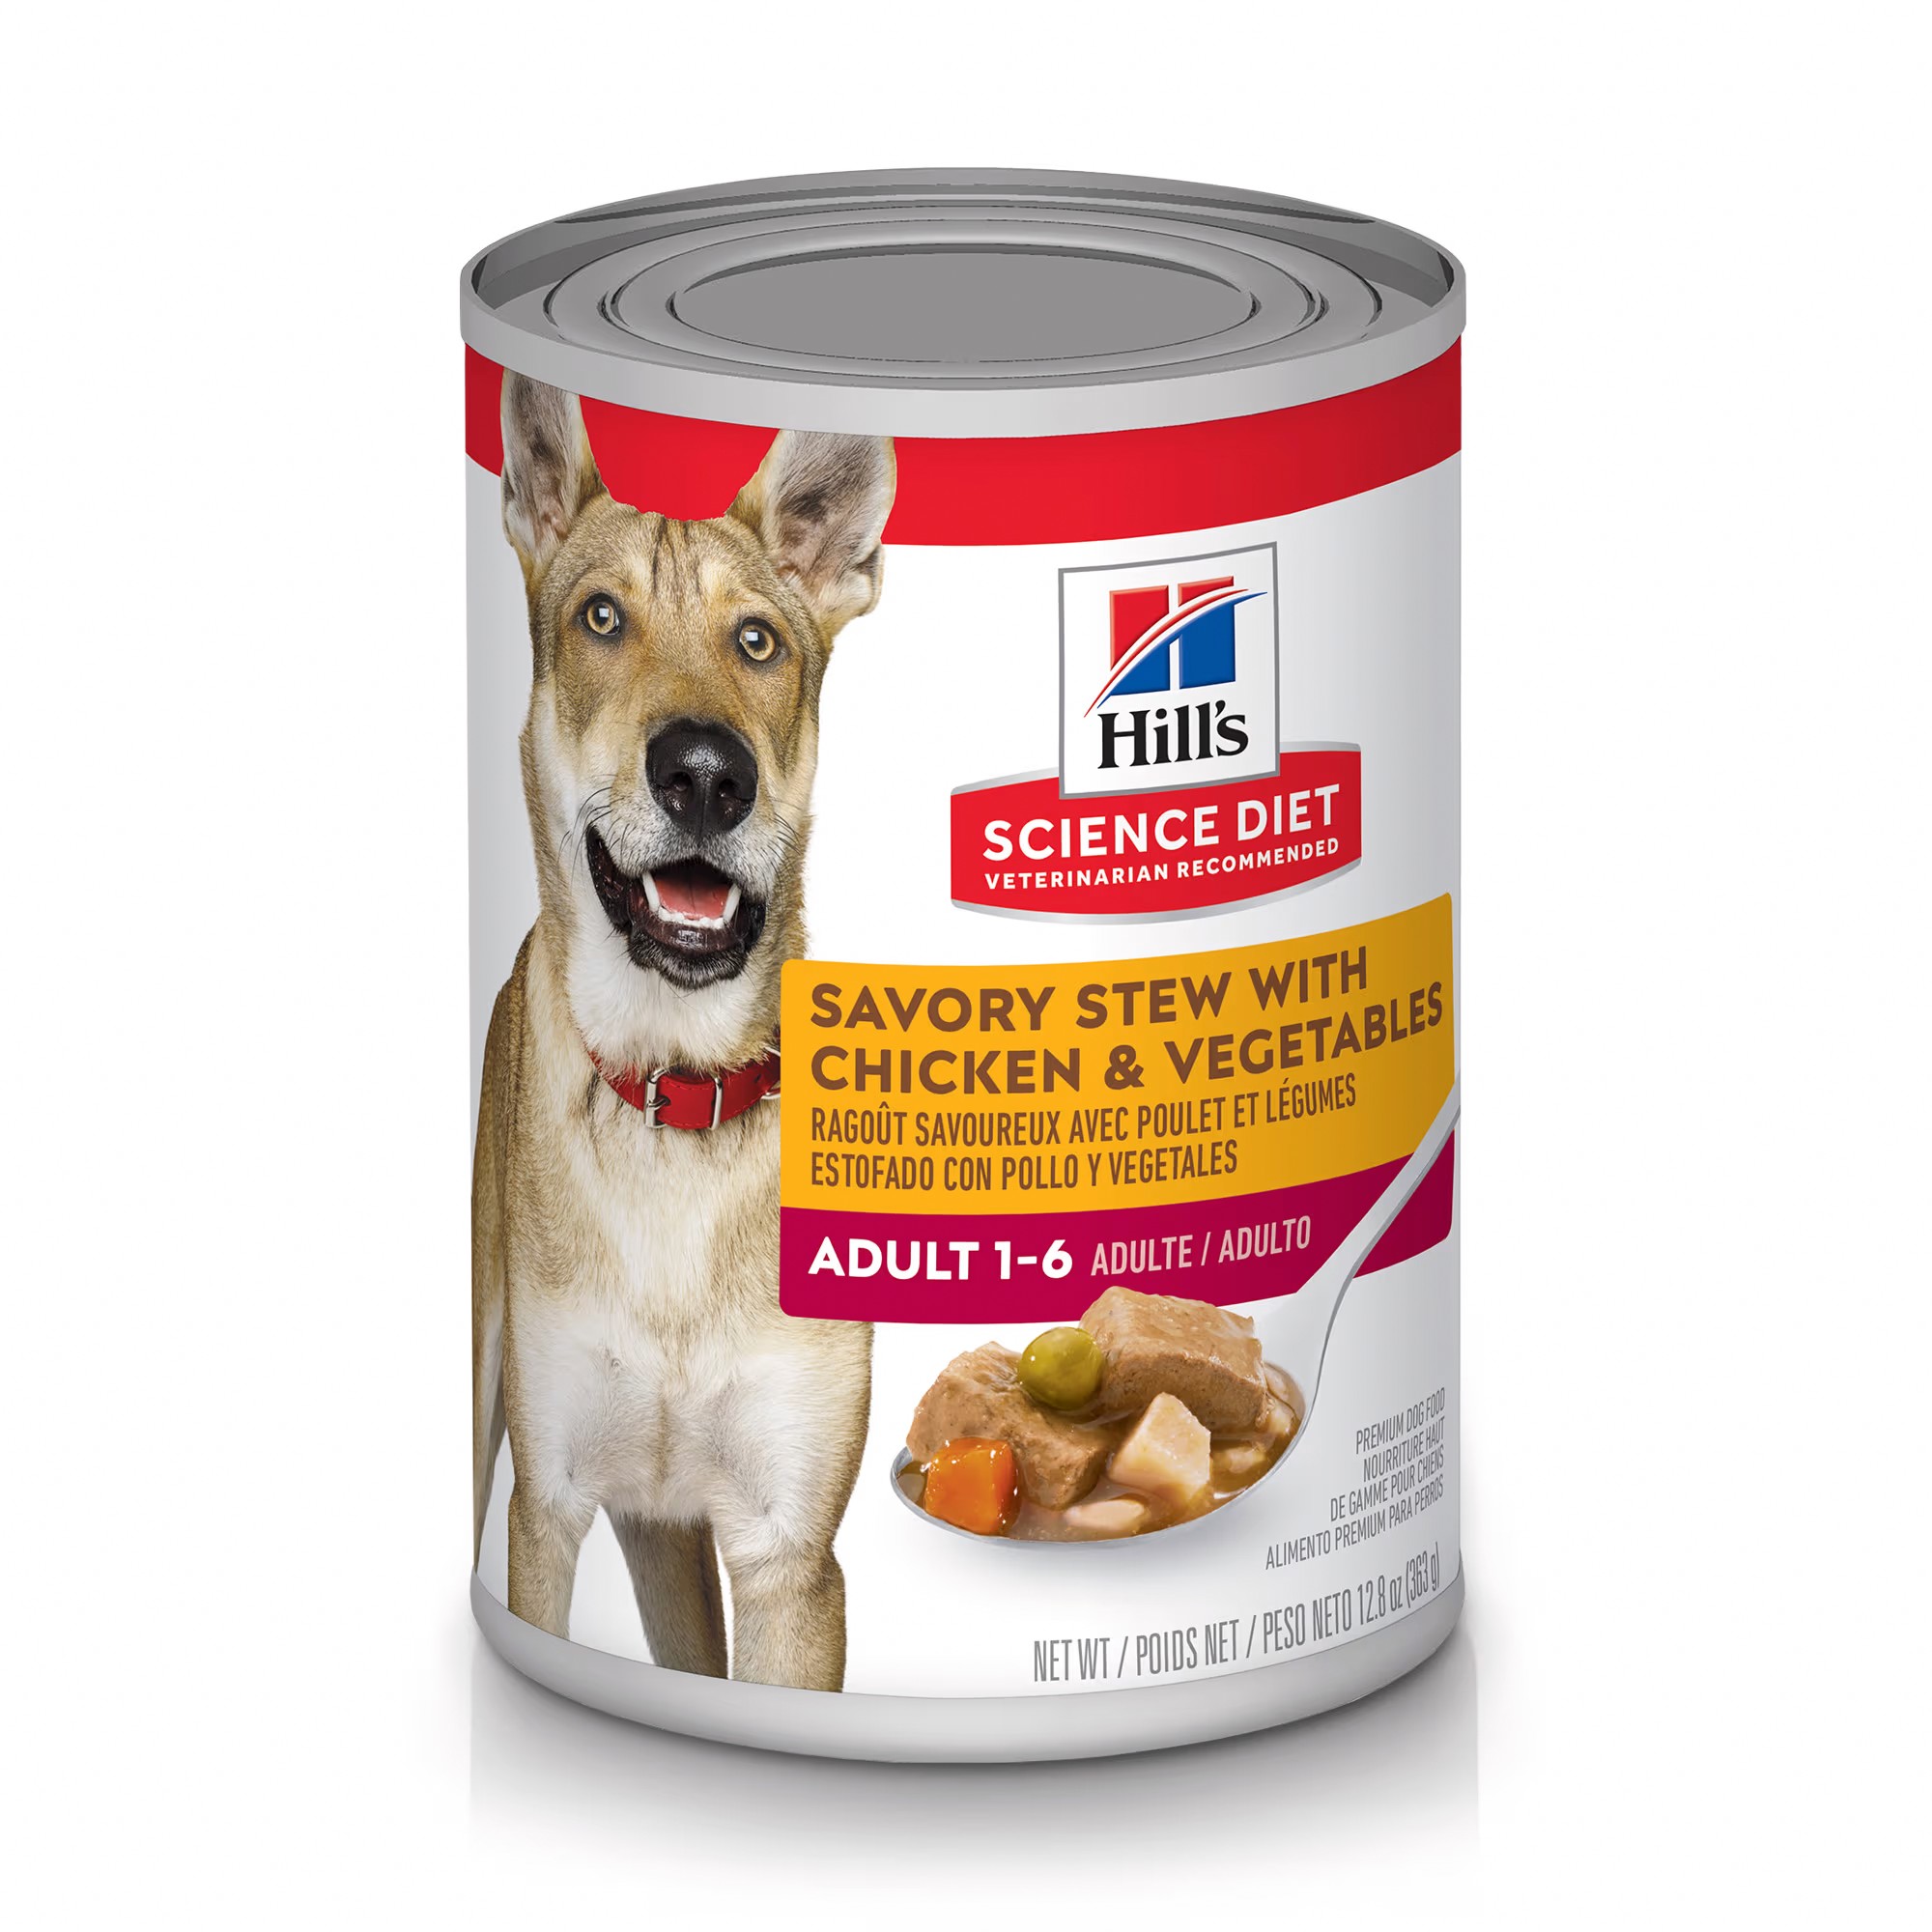 Hill's
SCIENCE DIET
VETERINARIAN RECOMMENDED
SAVORY STEW WITH
CHICKEN & VEGETABLES
RAGOÛT SAVOUREUX AVEC POULET ET LÉGUMES
ESTOFADO CON POLLO Y VEGETALES
ADULT 1-6 ADULTE / ADULTO
PREMIUM DOG FOOD
NOURRITURE HAUT
DE GAMME POUR CHIENS
ALIMENTO PREMIUM PARA PERROS
NET WT / POIDS NET / PESO NETO 12.8 oz (363 g)